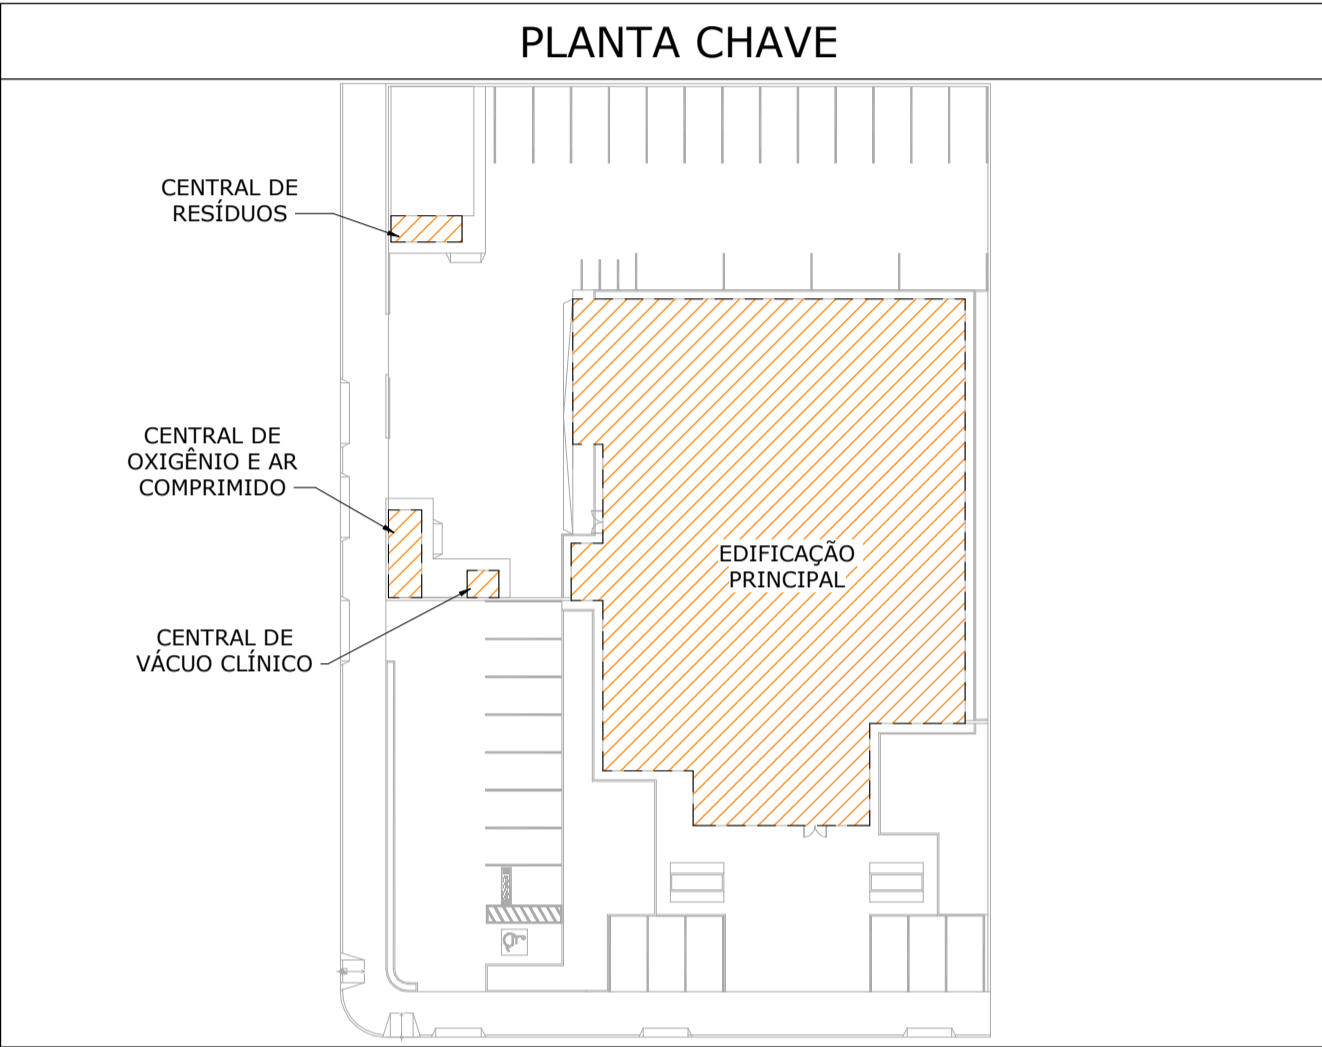 PLANTA CHAVE
CENTRAL DE
RESÍDUOS
CENTRAL DE
OXIGÊNIO E AR
COMPRIMIDO
EDIFICAÇÃO
PRINCIPAL
CENTRAL DE
VÁCUO CLÍNICO